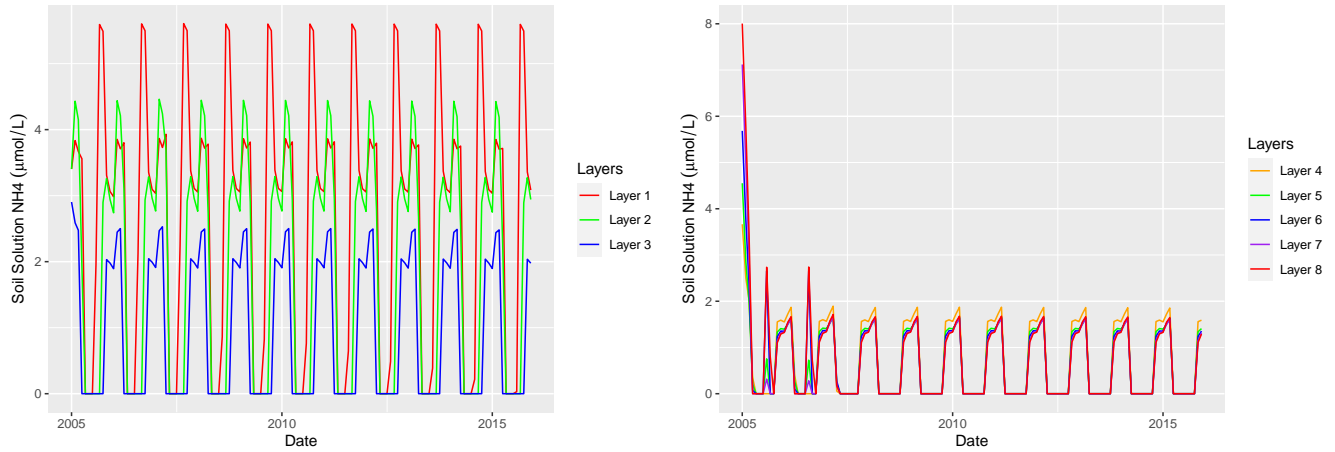 Soil Solution NH4 (μmol/L)
4
2
0
2005
2010
2015
Date
Layers
Layer 1
Layer 2
Layer 3
Soil Solution NH4 (μmol/L)
8
6
4
2
0
2005
2010
2015
Date
Layers
Layer 4
Layer 5
Layer 6
Layer 7
Layer 8